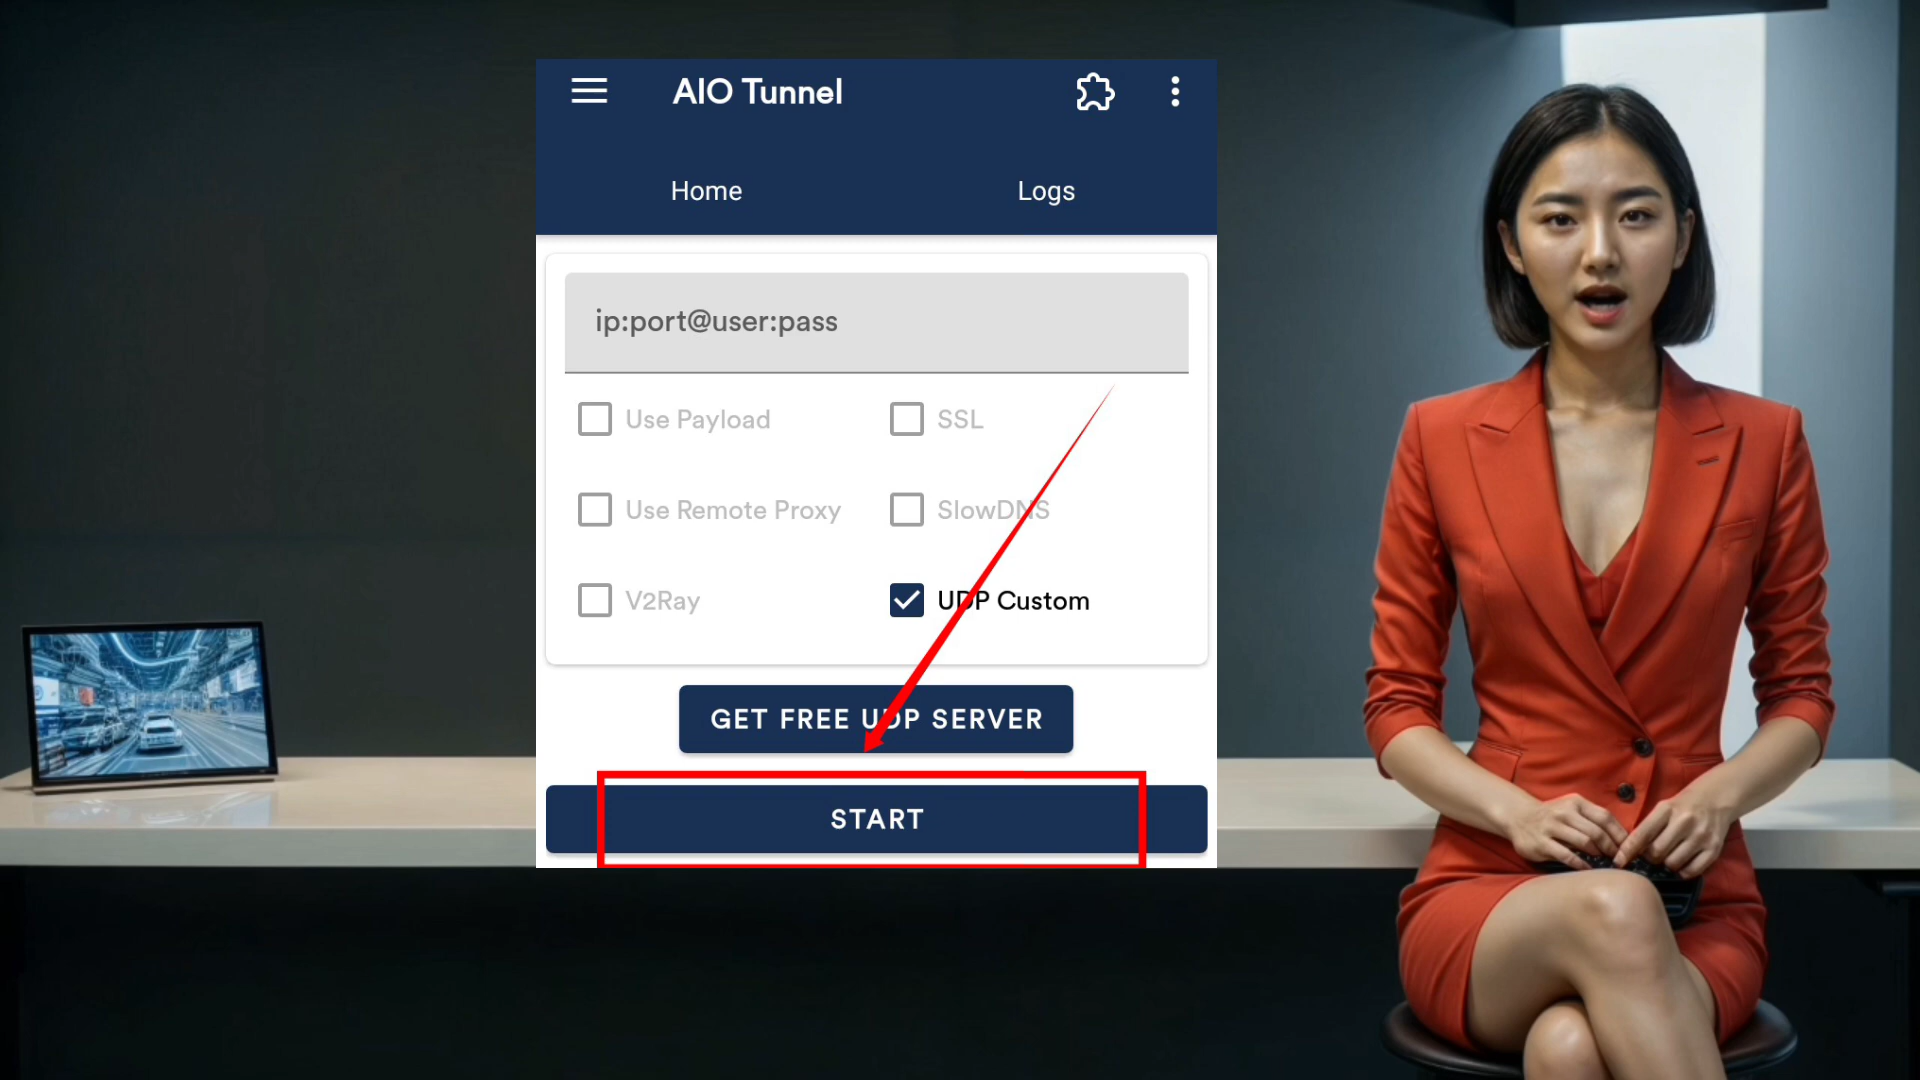 AIO Tunnel
Home Logs
ip:port@user:pass
Use Payload SSL
Use Remote Proxy SlowDNS
V2Ray UDP Custom
GET FREE UDP SERVER
START